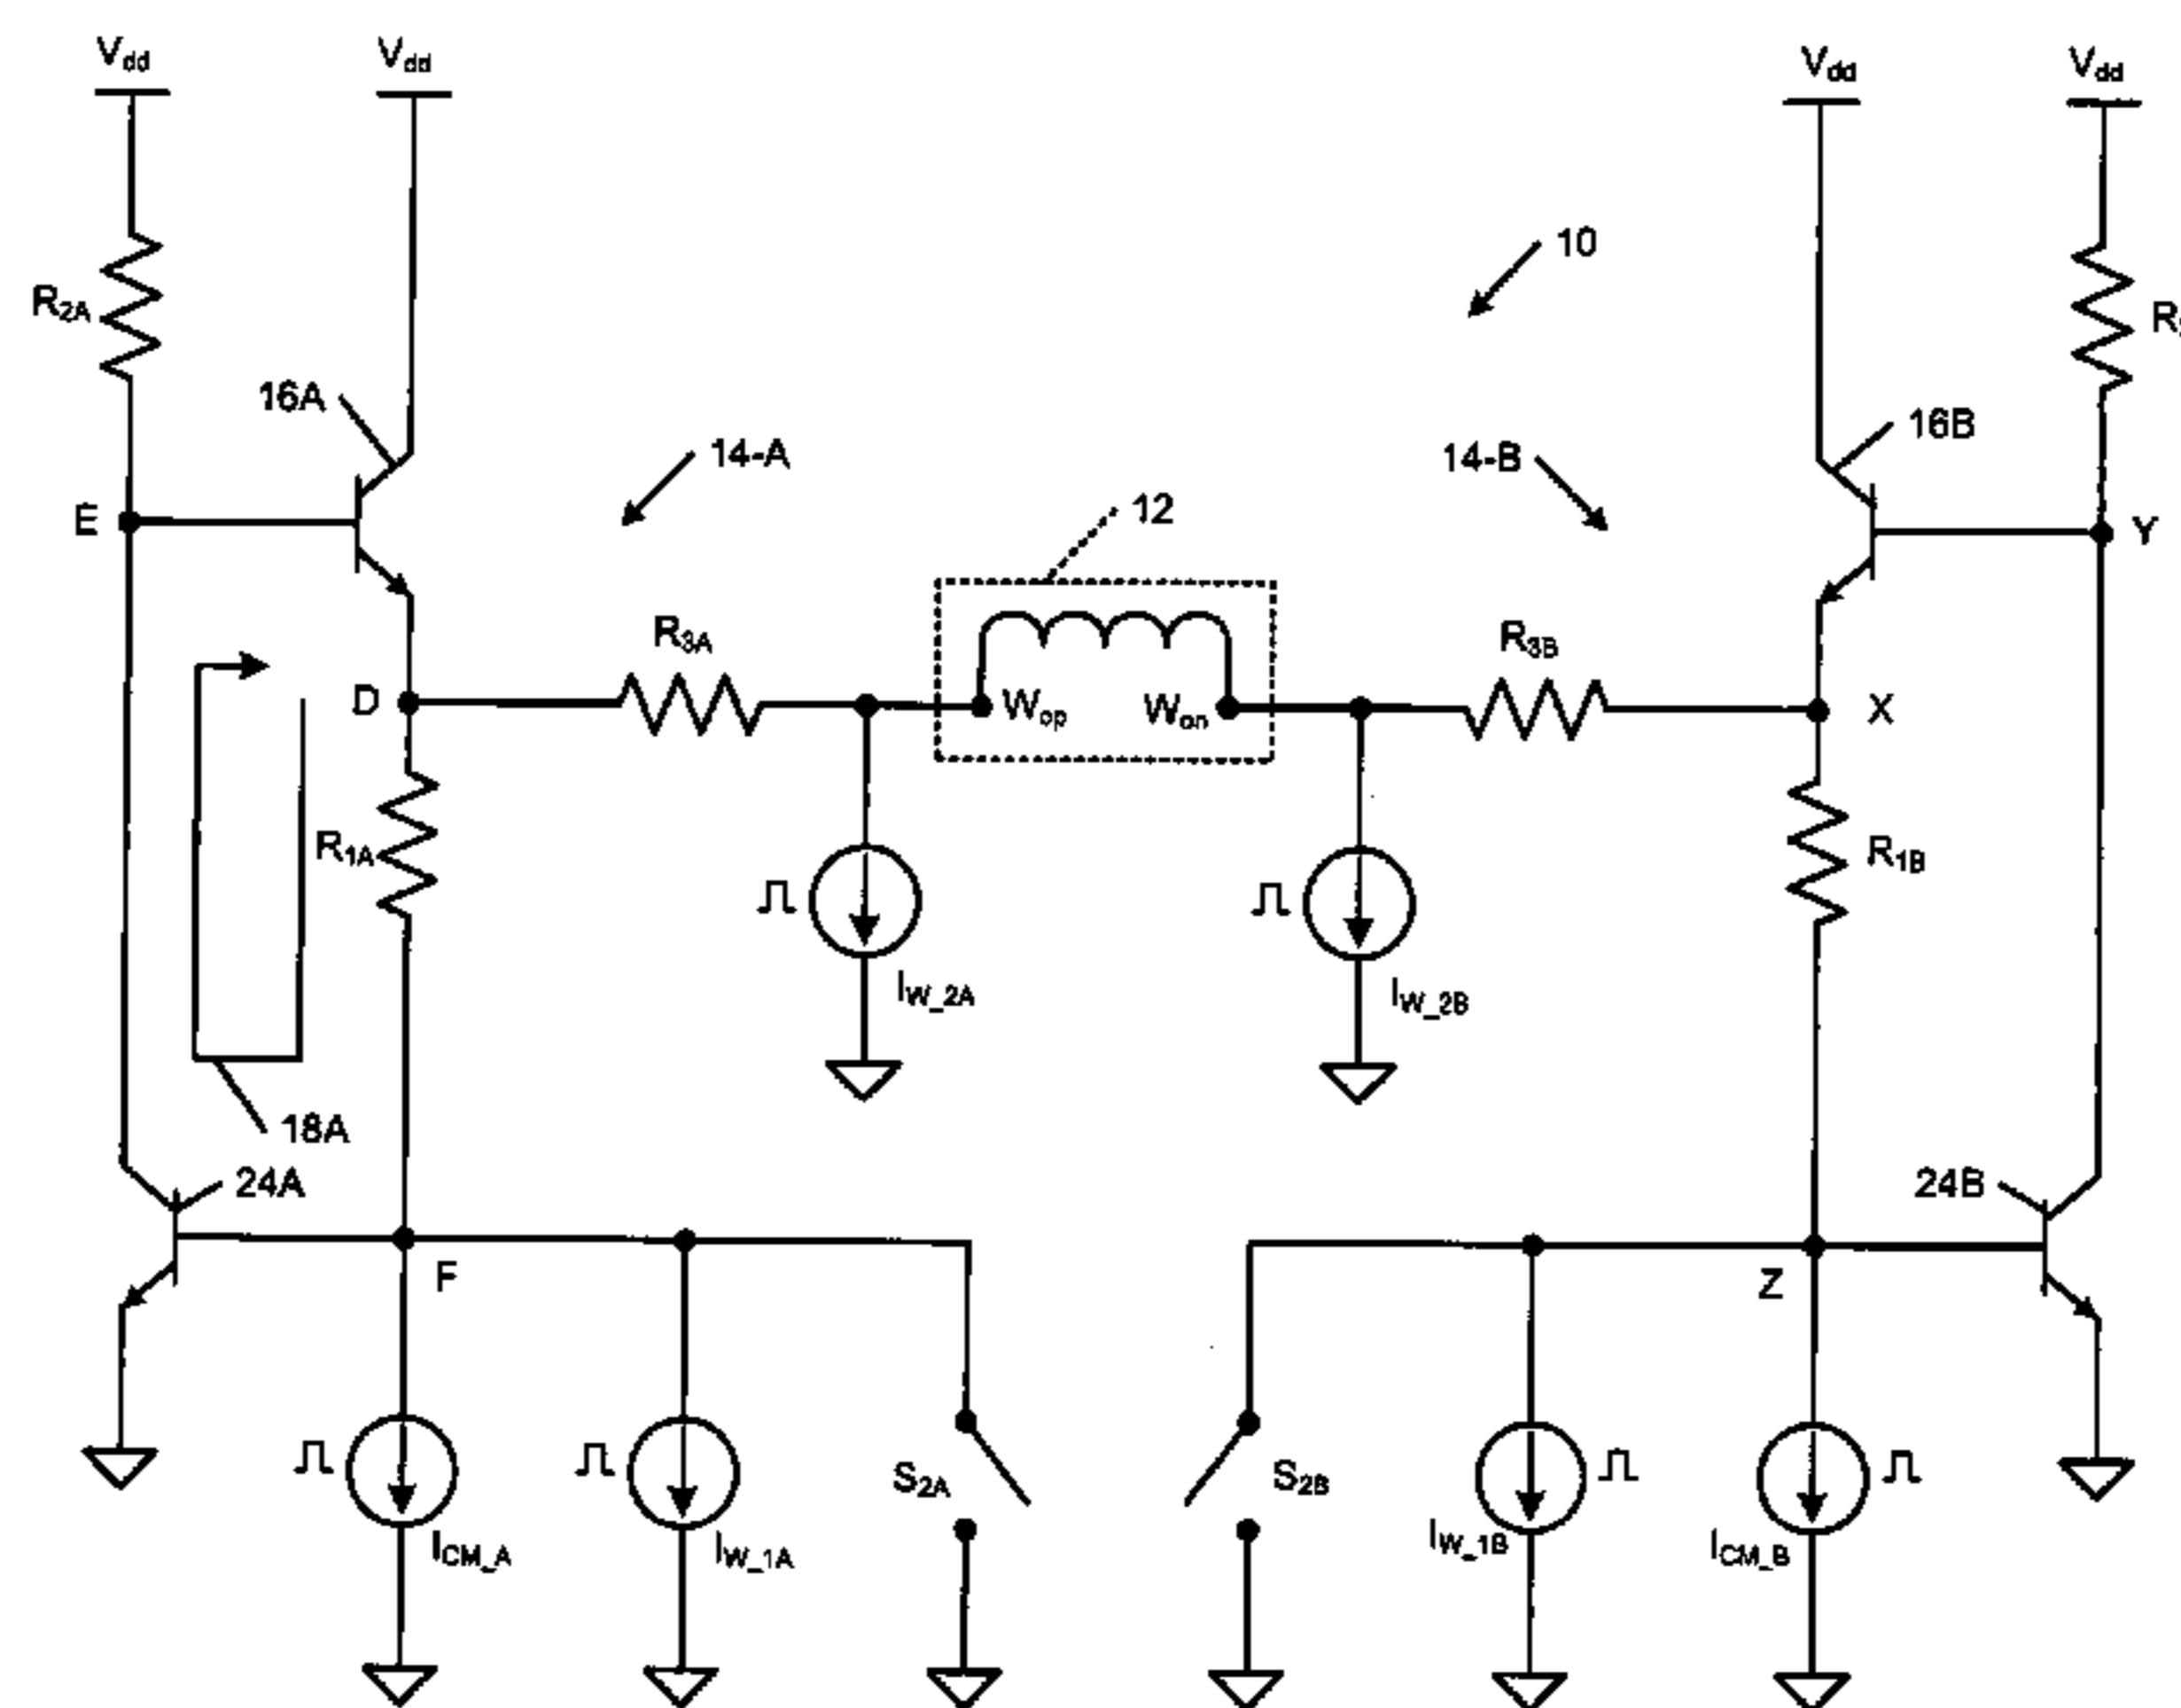 Vdd
Vdd
Vdd
Vdd
10
R2A
16A
14-A
14-B
16B
12
E
Y
R3A
R3B
D
Wop
Won
X
R1A
R1B
IW_2A
IW_2B
18A
24A
24B
F
Z
S2A
S2B
ICM_A
IW_1A
IW_1B
ICM_B